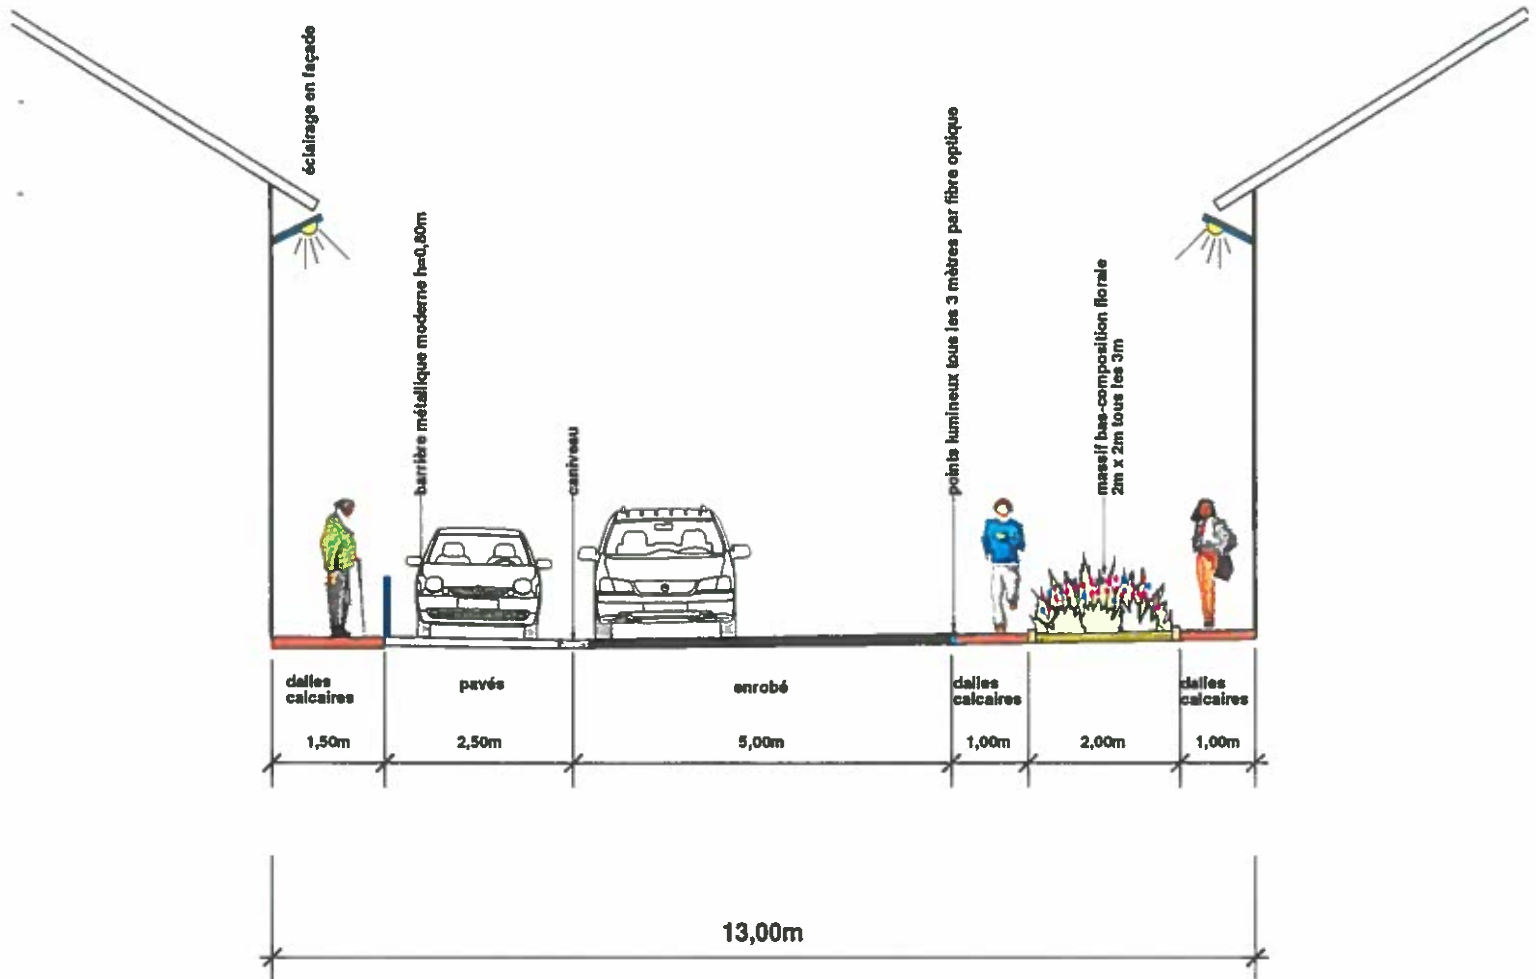 éclairage en façade
barrière métallique moderne h=0,80m
caniveau
points lumineux tous les 3 mètres par fibre optique
massif bas-composition florale
2m x 2m tous les 3m
dalles
calcaires
pavés
enrobé
dalles
calcaires
dalles
calcaires
1,50m
2,50m
5,00m
1,00m
2,00m
1,00m
13,00m